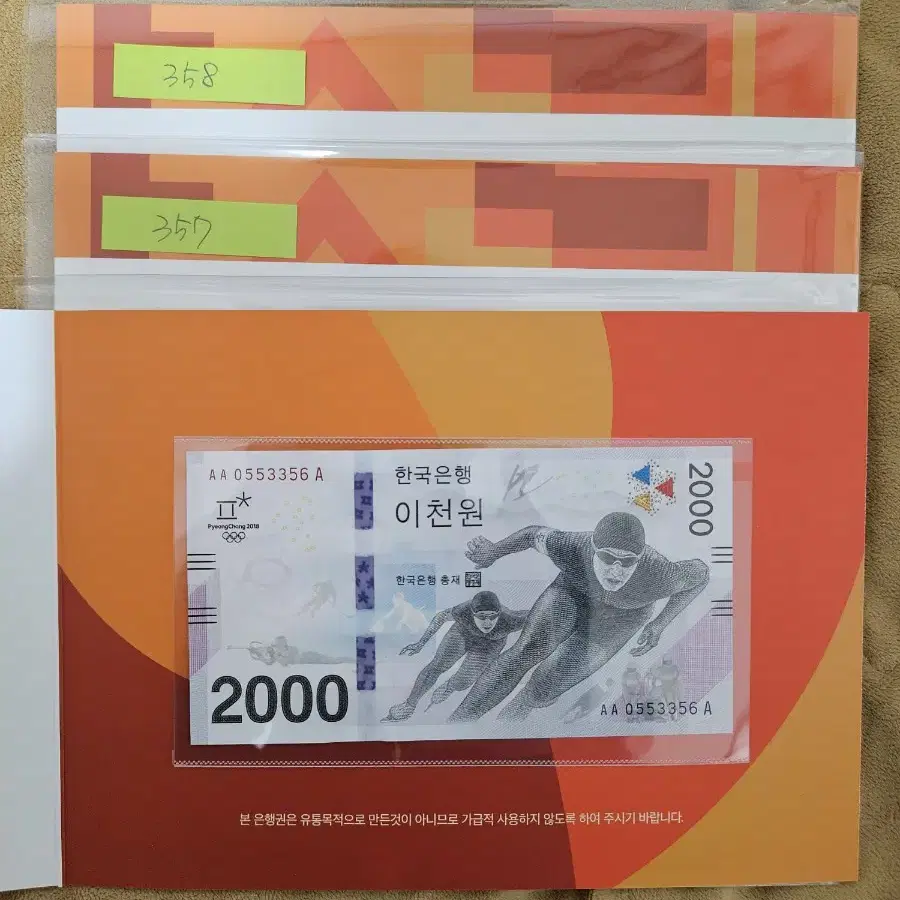 358
357
AA 0553356 A
한국은행
이천원
2000
PyeongChang 2018
한국은행 총재
2000
AA 0553356 A
본 은행권은 유통목적으로 만든것이 아니므로 가급적 사용하지 않도록 하여 주시기 바랍니다.